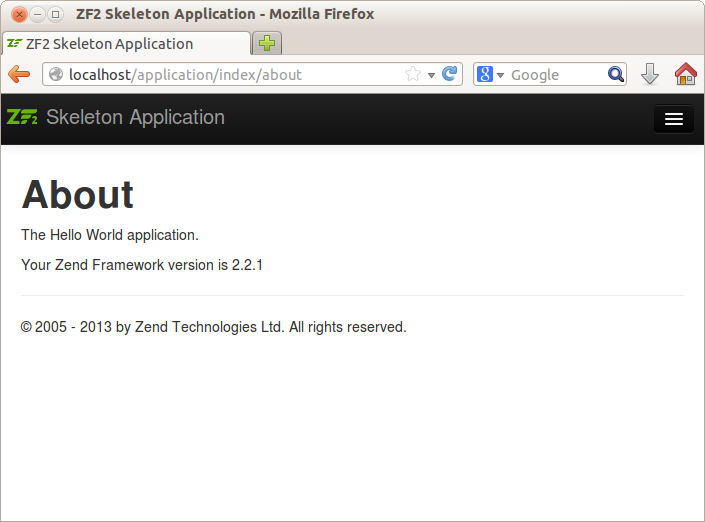 ZF2 Skeleton Application - Mozilla Firefox
ZF2 ZF2 Skeleton Application
localhost/application/index/about
8 Google
ZF2 Skeleton Application
About
The Hello World application.
Your Zend Framework version is 2.2.1
© 2005 - 2013 by Zend Technologies Ltd. All rights reserved.